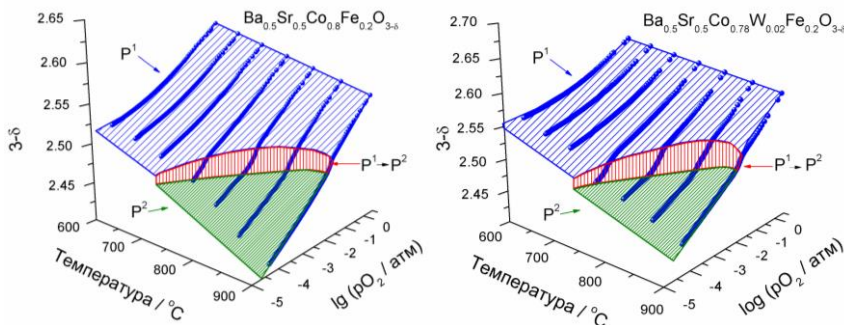 Ba0.5Sr0.5Co0.8Fe0.2O3-δ
2.65
2.60
2.55
2.50
2.45
3-δ
P1
P1 P2
P2
600
700
800
900
Температура / °C
-5
-4
-3
-2
-1
0
lg (pO2 / атм)
Ba0.5Sr0.5Co0.78W0.02Fe0.2O3-δ
2.70
2.65
2.60
2.55
2.50
2.45
3-δ
P1
P1 P2
P2
600
700
800
900
Температура / °C
-5
-4
-3
-2
-1
0
log (pO2 / атм)